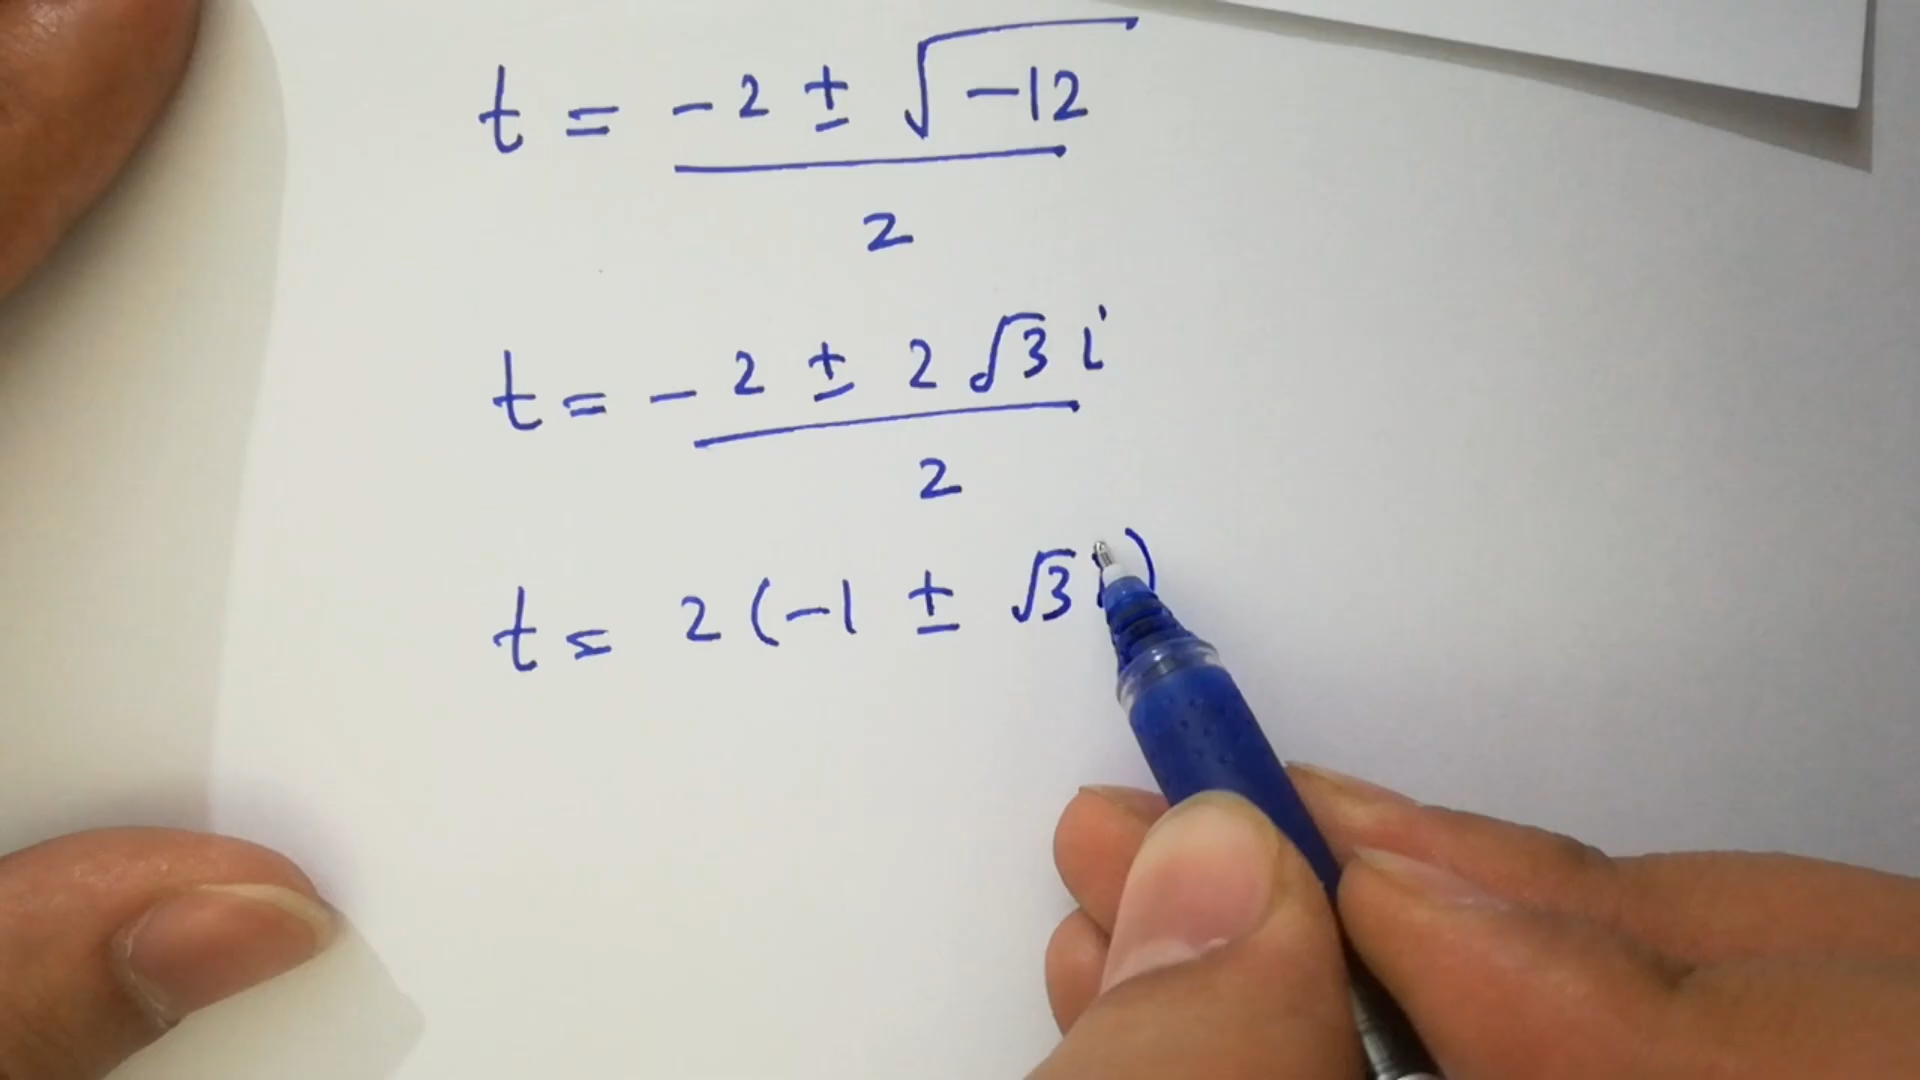 t = -2 ± √-12
2
t = -2 ± 2√3 i
2
t = 2(-1 ± √3 i)